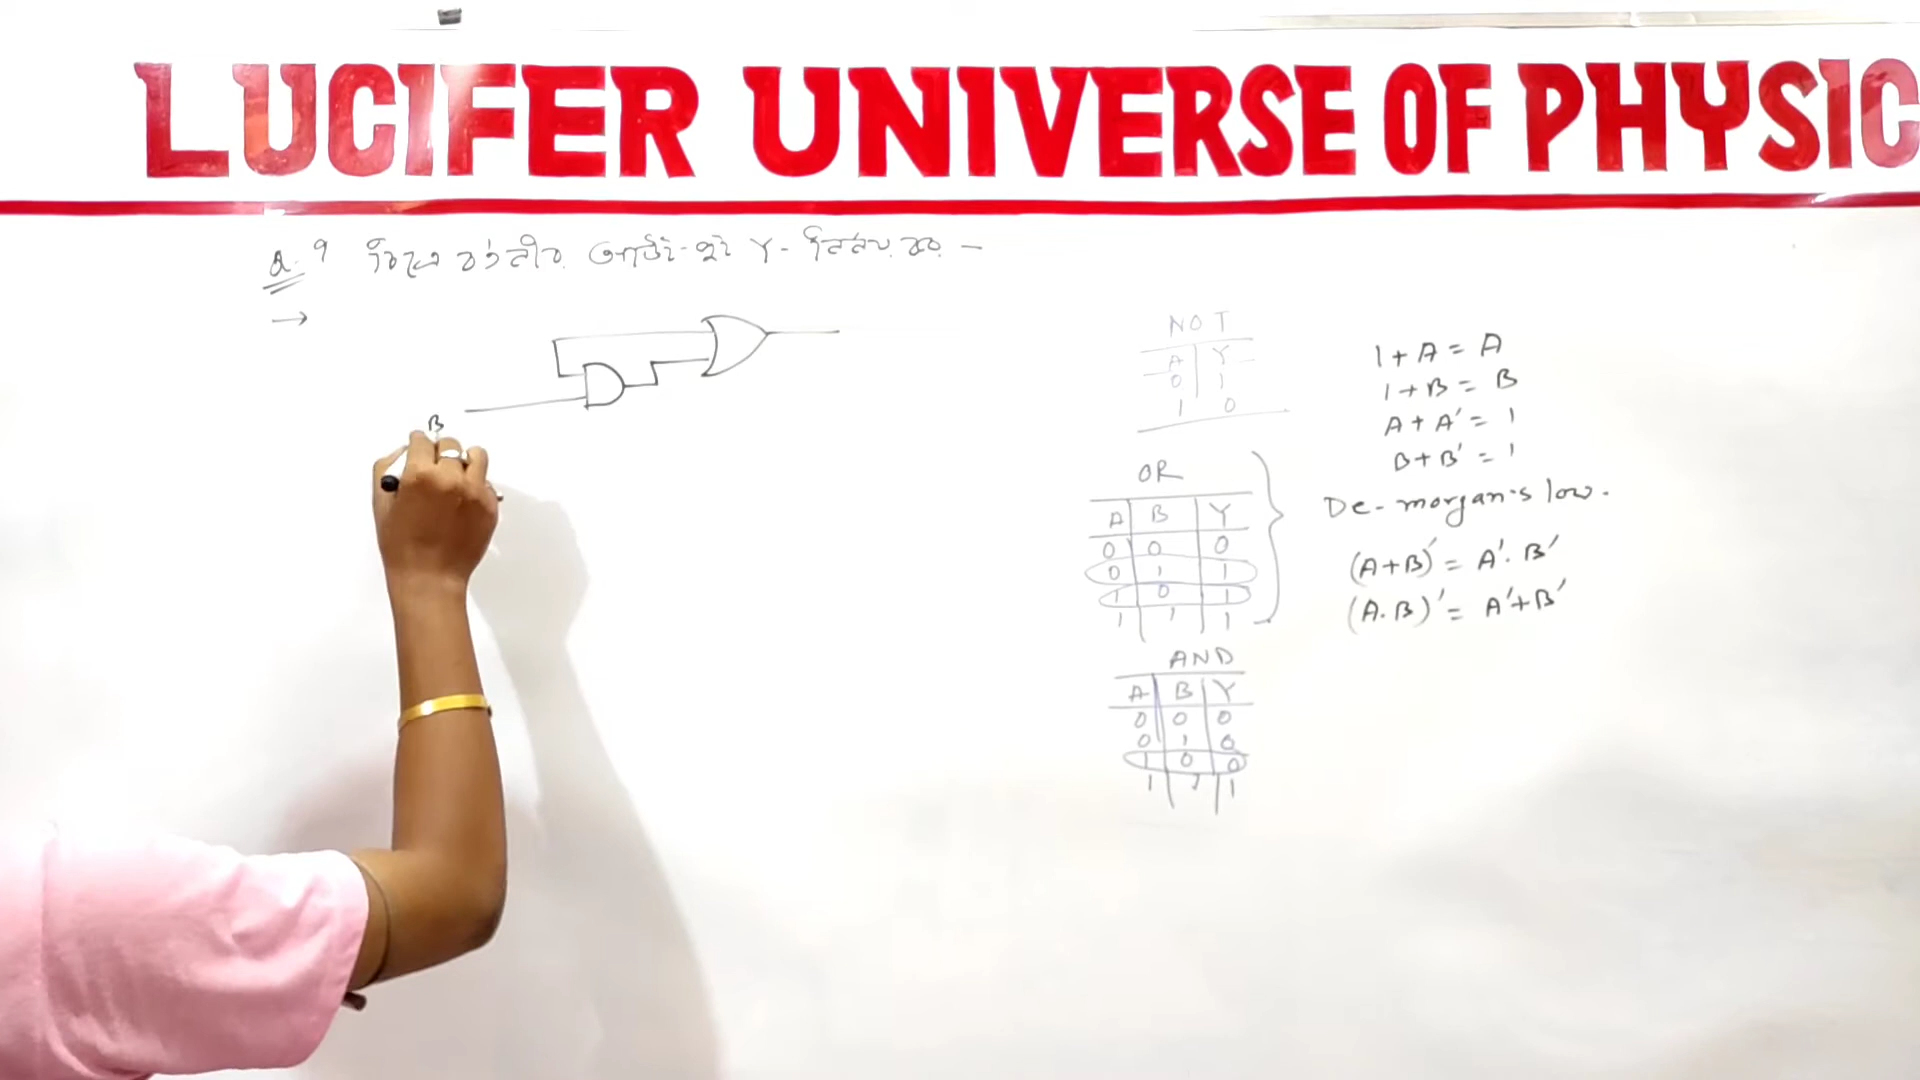 LUCIFER UNIVERSE OF PHYSIC
Q. 9 Y-
→
B
NOT
A Y
0 1
1 0
OR
A B Y
0 0 0
0 1 1
1 0 1
1 1 1
AND
A B Y
0 0 0
0 1 0
1 0 0
1 1 1
1+A = A
1+B = B
A+A' = 1
B+B' = 1
De-morgan's low.
(A+B)' = A'.B'
(A.B)' = A'+B'